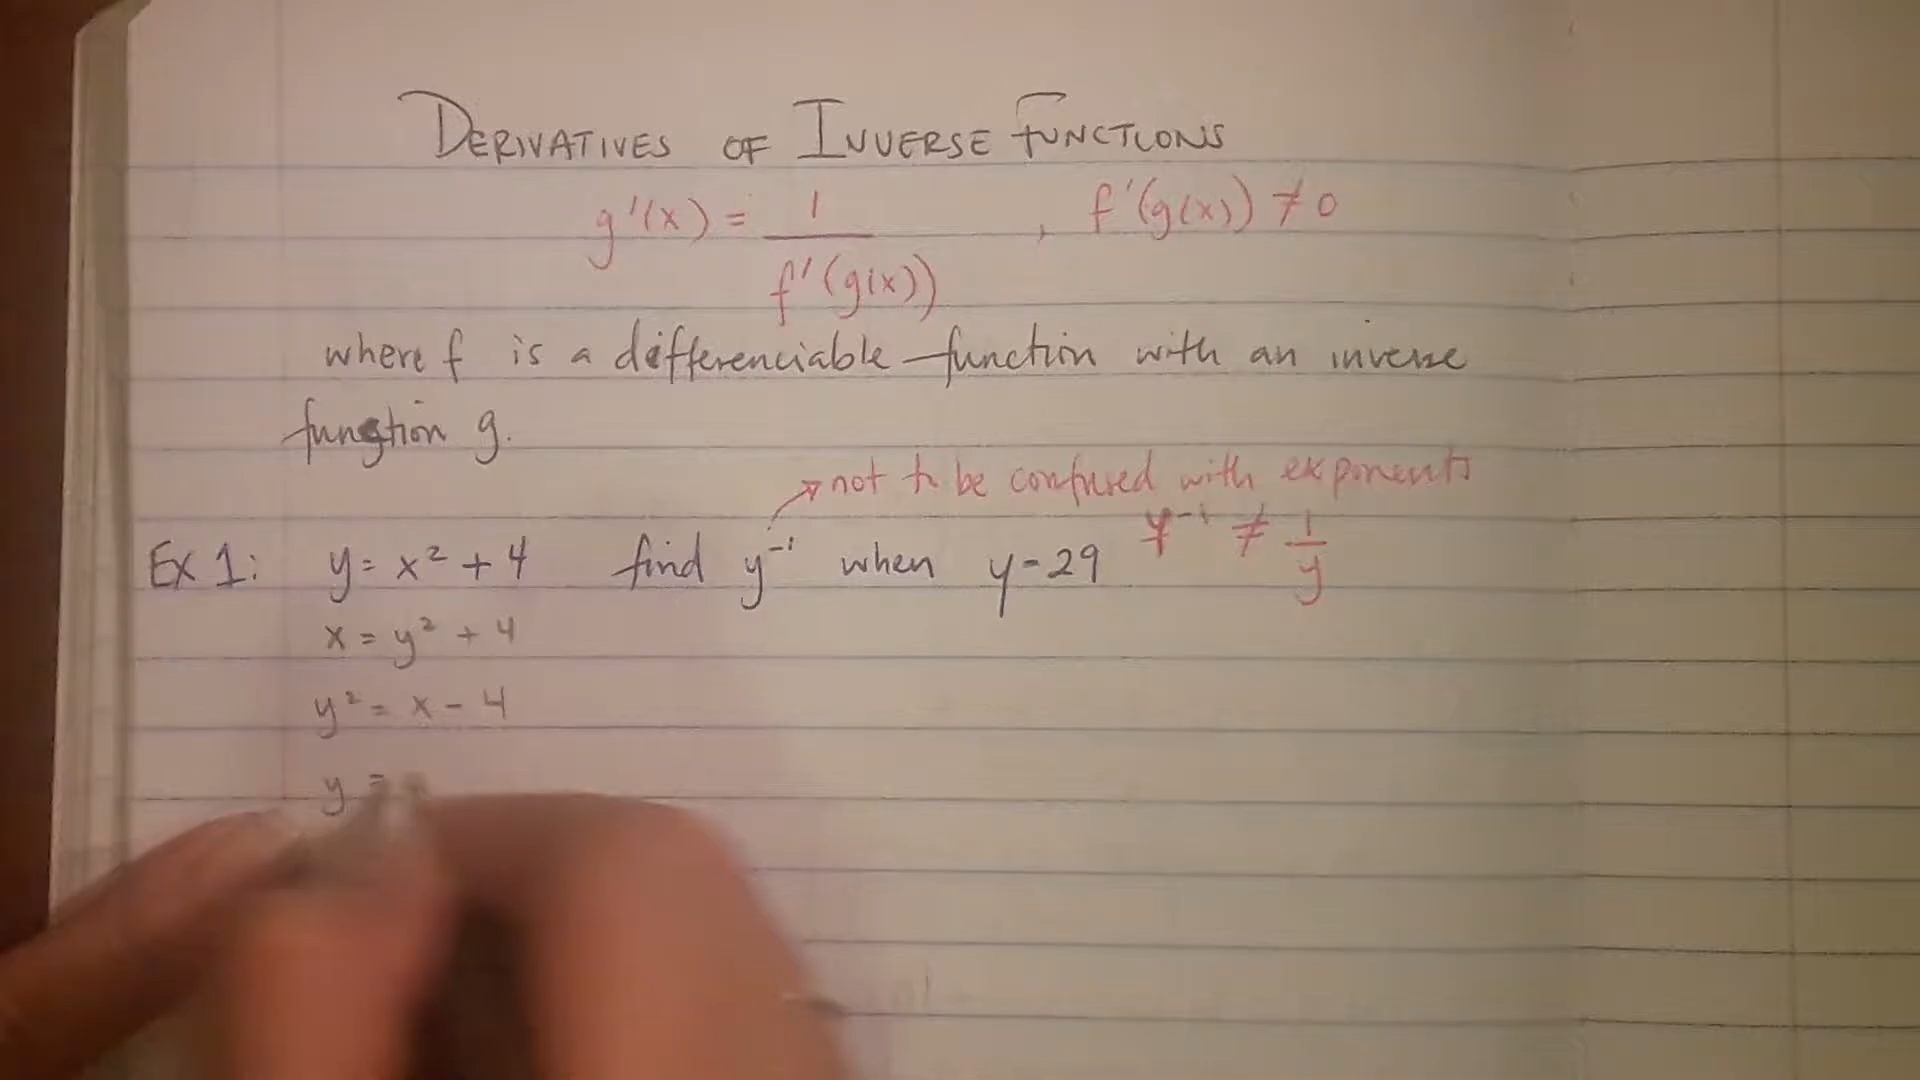 DERIVATIVES OF INVERSE FUNCTIONS
g'(x) = 1 / f'(g(x)) , f'(g(x)) ≠ 0
where f is a differenciable function with an inverse
function g.
not to be confused with exponents
Ex 1: y = x² + 4 find y⁻¹ when y = 29 y⁻¹ ≠ 1/y
x = y² + 4
y² = x - 4
y =